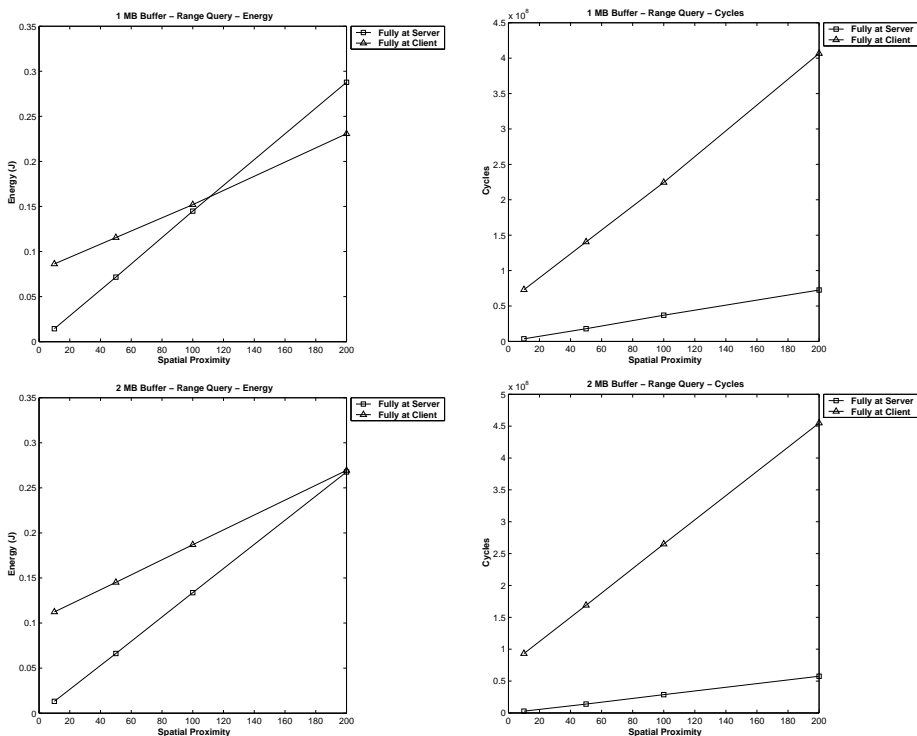 1 MB Buffer – Range Query – Energy
Fully at Server
Fully at Client
0.35
0.3
0.25
0.2
0.15
0.1
0.05
0
Energy (J)
0 20 40 60 80 100 120 140 160 180 200
Spatial Proximity
1 MB Buffer – Range Query – Cycles
x 10⁸
Fully at Server
Fully at Client
4.5
4
3.5
3
2.5
2
1.5
1
0.5
0
Cycles
0 20 40 60 80 100 120 140 160 180 200
Spatial Proximity
2 MB Buffer – Range Query – Energy
Fully at Server
Fully at Client
0.35
0.3
0.25
0.2
0.15
0.1
0.05
0
Energy (J)
0 20 40 60 80 100 120 140 160 180 200
Spatial Proximity
2 MB Buffer – Range Query – Cycles
x 10⁸
Fully at Server
Fully at Client
5
4.5
4
3.5
3
2.5
2
1.5
1
0.5
0
Cycles
0 20 40 60 80 100 120 140 160 180 200
Spatial Proximity